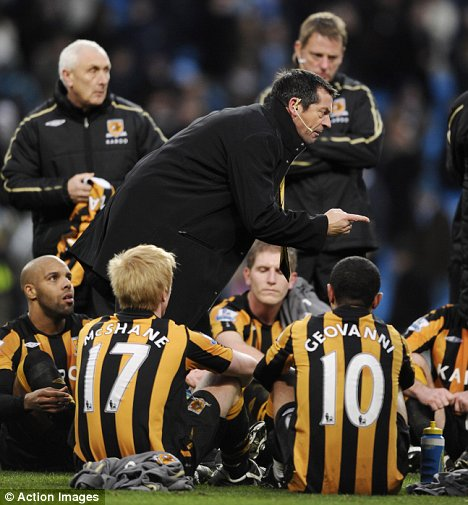 McSHANE
17
GEOVANNI
10
© Action Images